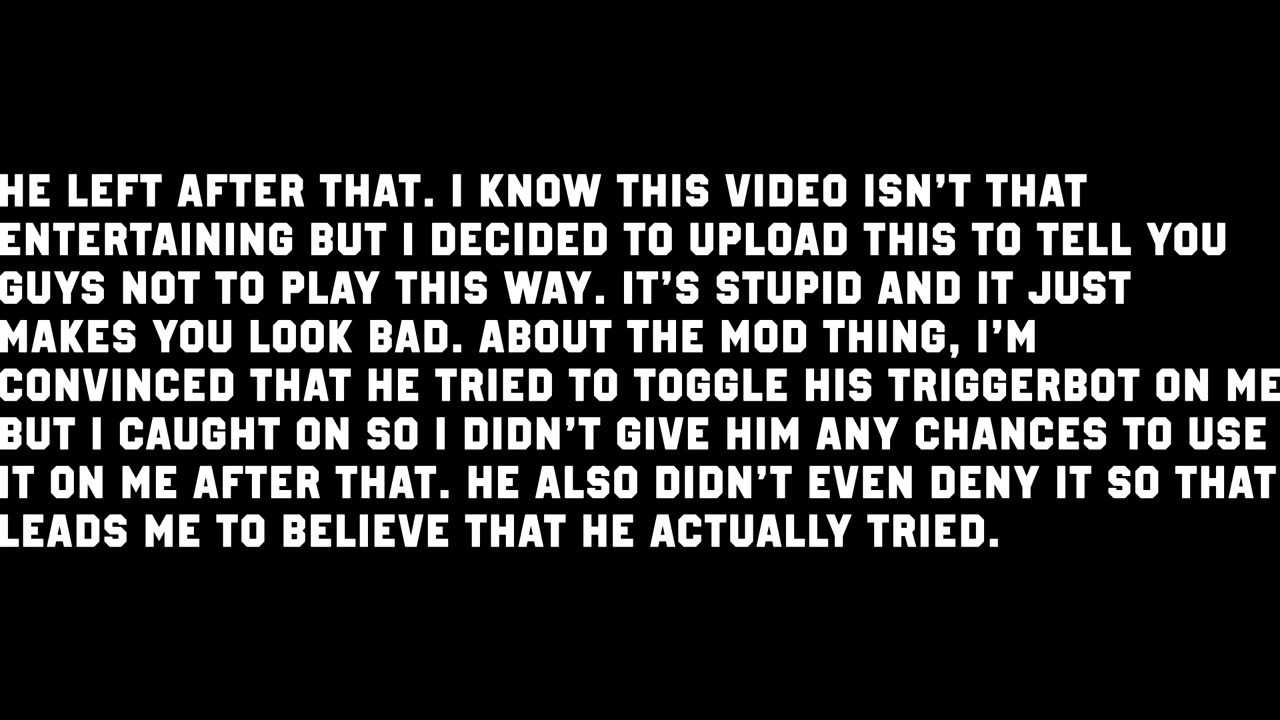 HE LEFT AFTER THAT. I KNOW THIS VIDEO ISN'T THAT
ENTERTAINING BUT I DECIDED TO UPLOAD THIS TO TELL YOU
GUYS NOT TO PLAY THIS WAY. IT'S STUPID AND IT JUST
MAKES YOU LOOK BAD. ABOUT THE MOD THING, I'M
CONVINCED THAT HE TRIED TO TOGGLE HIS TRIGGERBOT ON ME
BUT I CAUGHT ON SO I DIDN'T GIVE HIM ANY CHANCES TO USE
IT ON ME AFTER THAT. HE ALSO DIDN'T EVEN DENY IT SO THAT
LEADS ME TO BELIEVE THAT HE ACTUALLY TRIED.